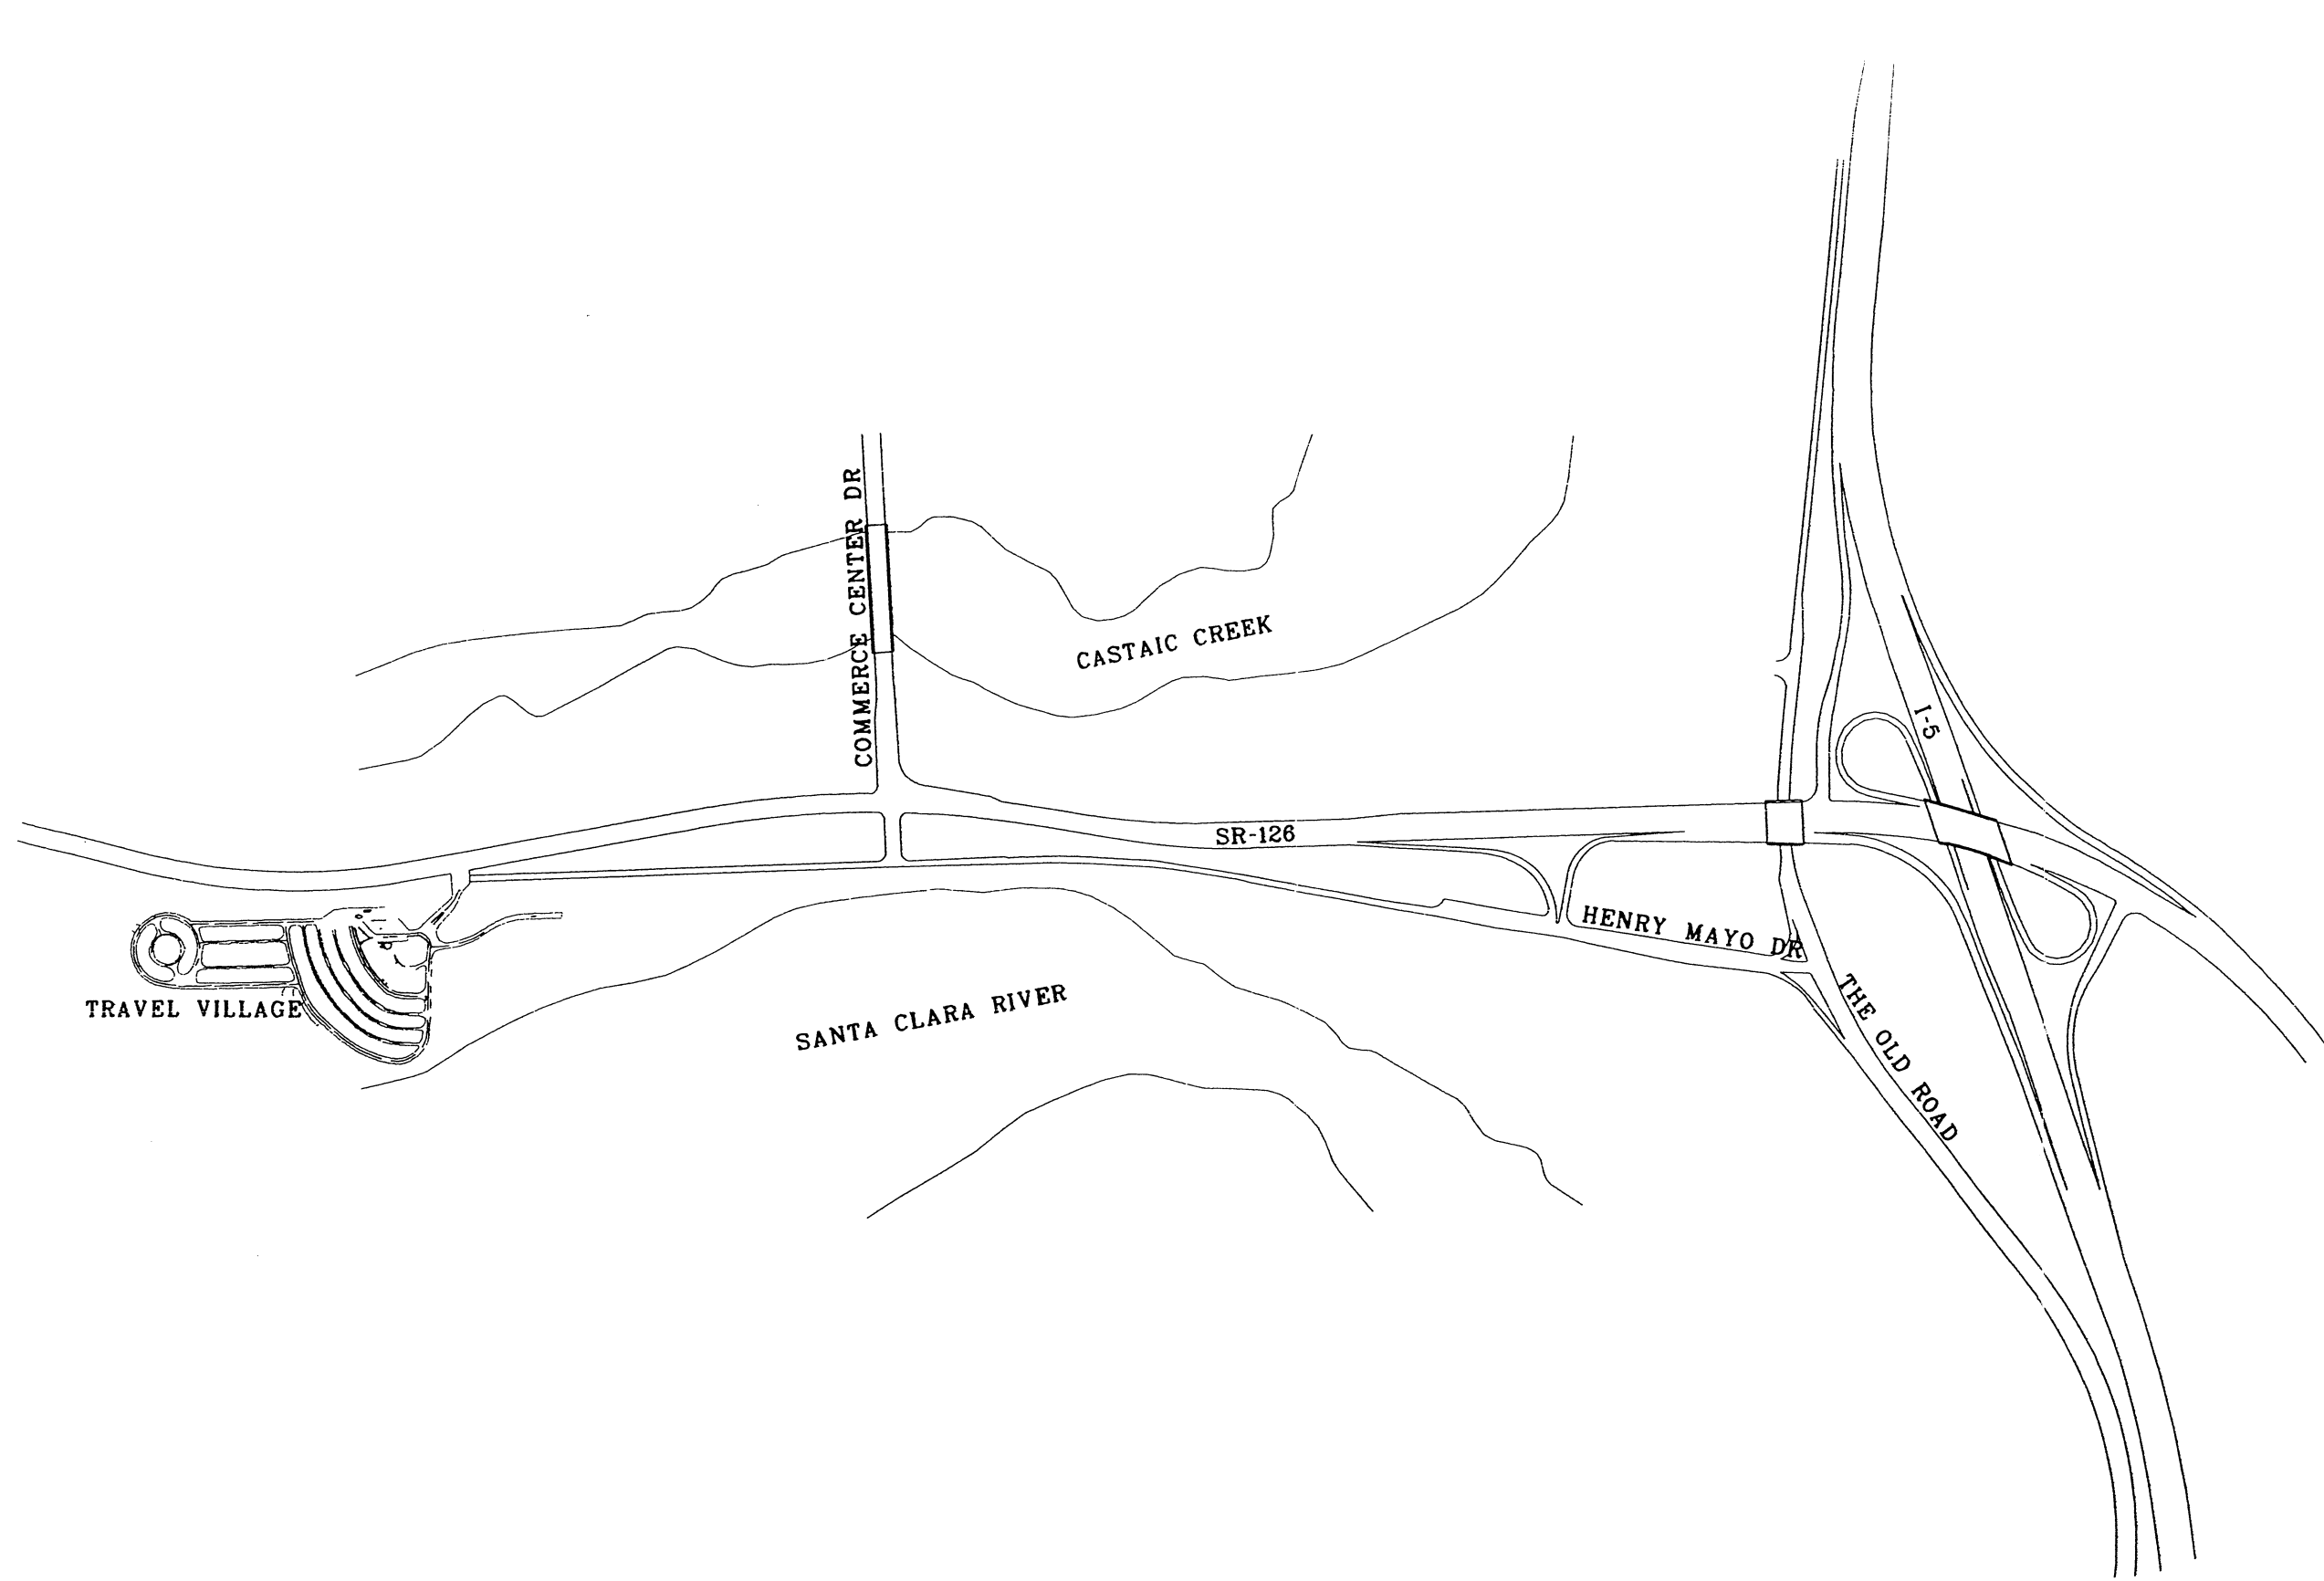 COMMERCE CENTER DR
CASTAIC CREEK
I-5
SR-126
HENRY MAYO DR
TRAVEL VILLAGE
SANTA CLARA RIVER
THE OLD ROAD